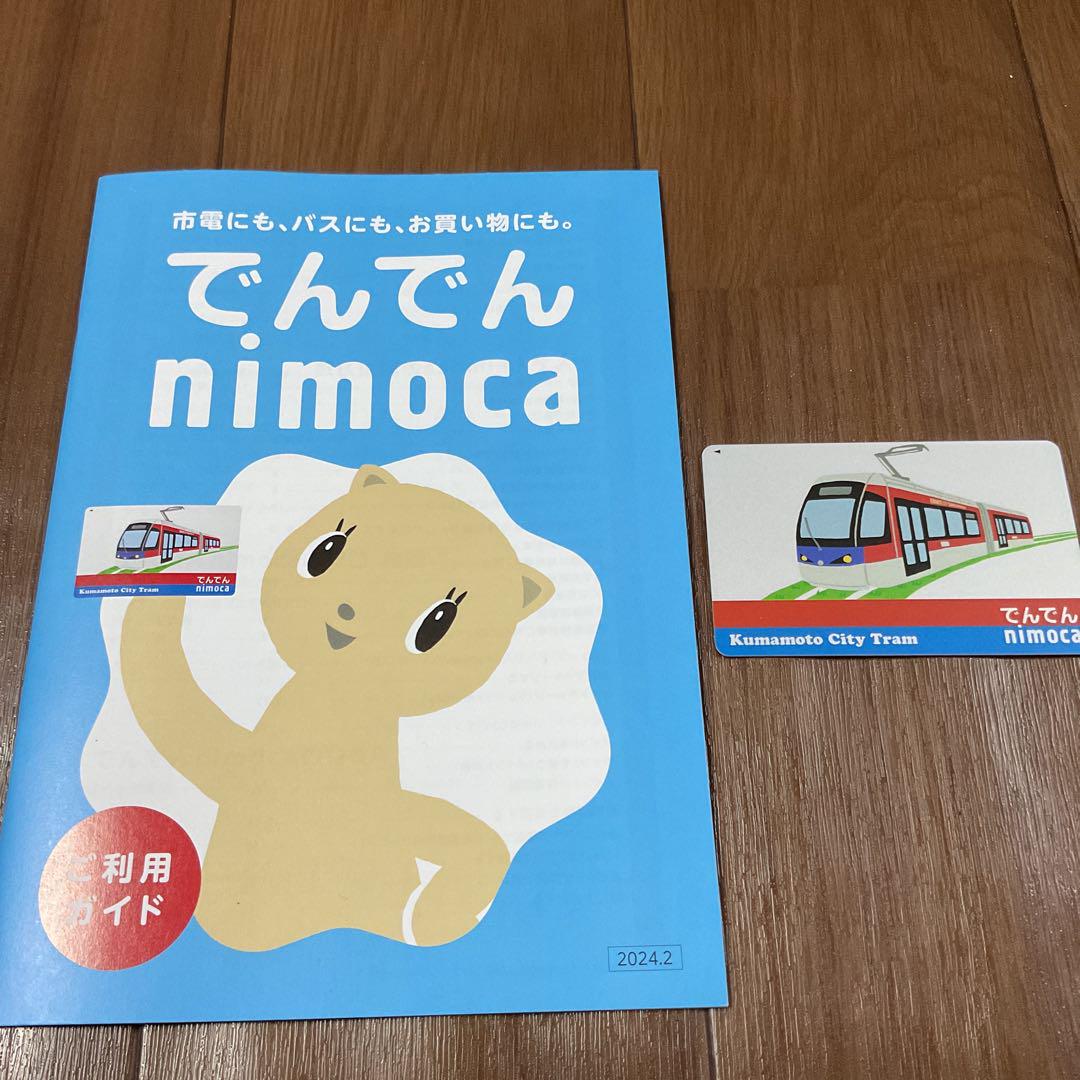 市電にも、バスにも、お買い物にも。
でんでん
nimoca
でんでん
Kumamoto City Tram nimoca
ご利用
ガイド
2024.2
でんでん
Kumamoto City Tram nimoca